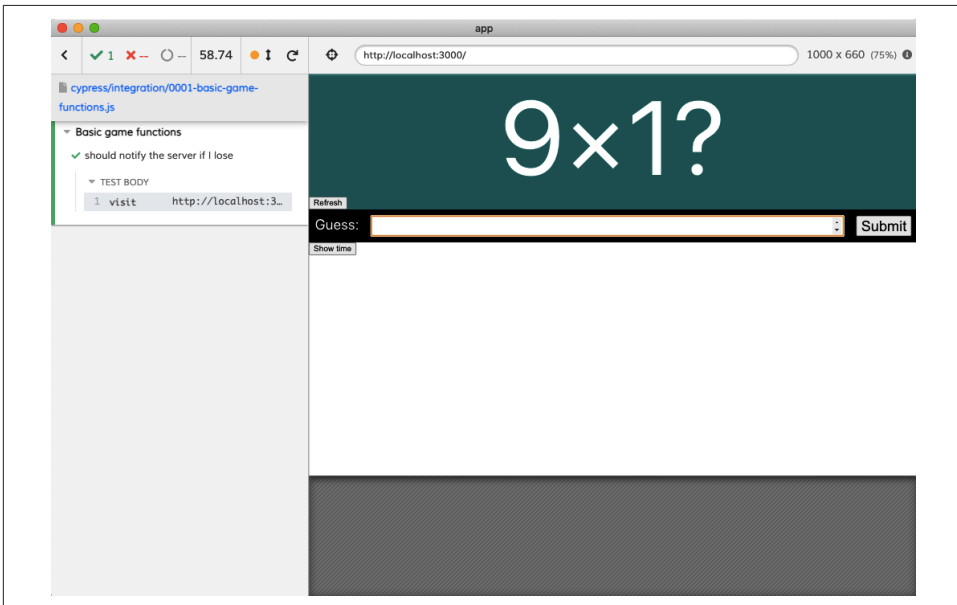 app
1 -- -- 58.74 http://localhost:3000/ 1000 x 660 (75%)
cypress/integration/0001-basic-game-
functions.js
Basic game functions
should notify the server if I lose
TEST BODY
1 visit http://localhost:3…
9×1?
Refresh
Guess: Submit
Show time